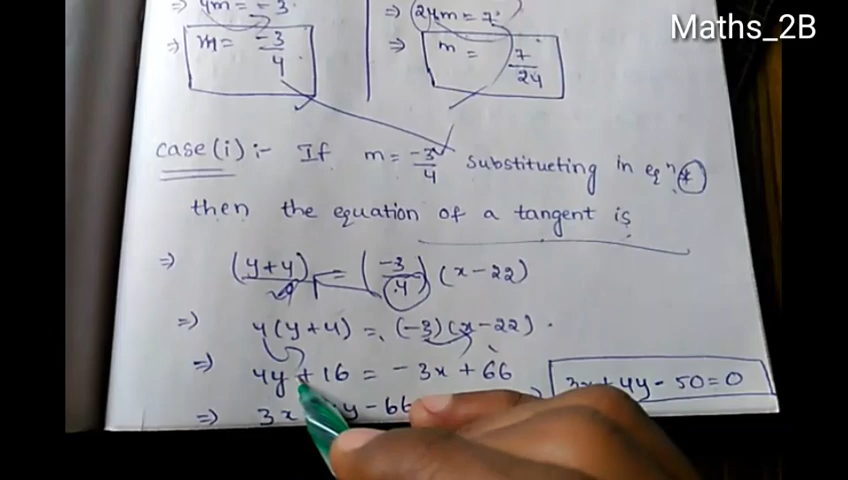 Maths_2B
⇒ 4m = -3
⇒ 24m = 7
⇒ m = -3/4
⇒ m = 7/24
case(i) :- If m = -3/4 substitueting in eqⁿ *
then the equation of a tangent is
⇒ (y+4) = (-3/4) (x-22)
⇒ 4(y+4) = (-3)(x-22).
⇒ 4y+16 = -3x+66
3x+4y-50=0
⇒ 3x y-66